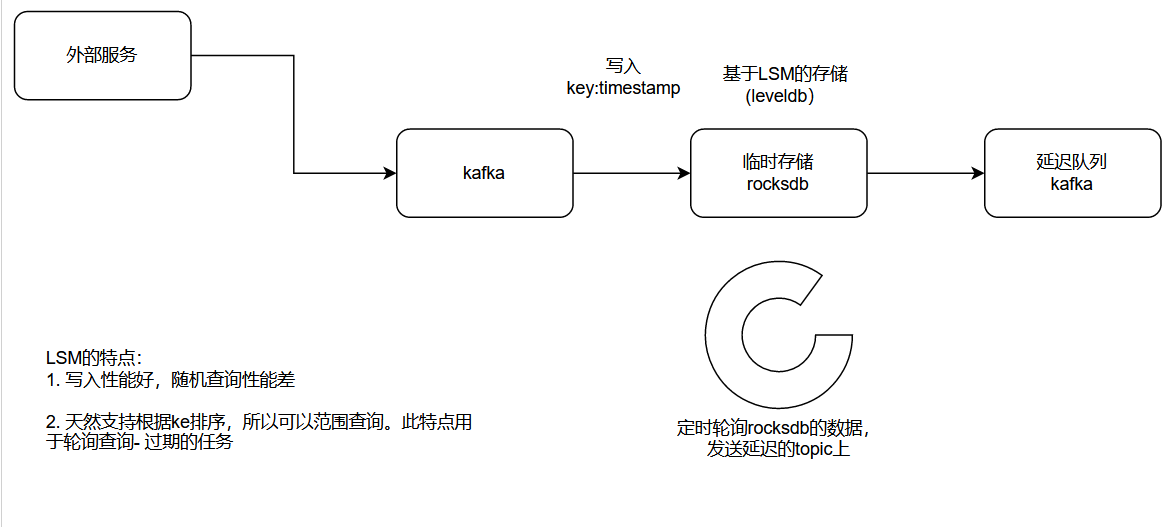 外部服务
写入
key:timestamp
基于LSM的存储
(leveldb）
kafka
临时存储
rocksdb
延迟队列
kafka
LSM的特点：
1. 写入性能好，随机查询性能差
2. 天然支持根据ke排序，所以可以范围查询。此特点用
于轮询查询- 过期的任务
定时轮询rocksdb的数据，
发送延迟的topic上